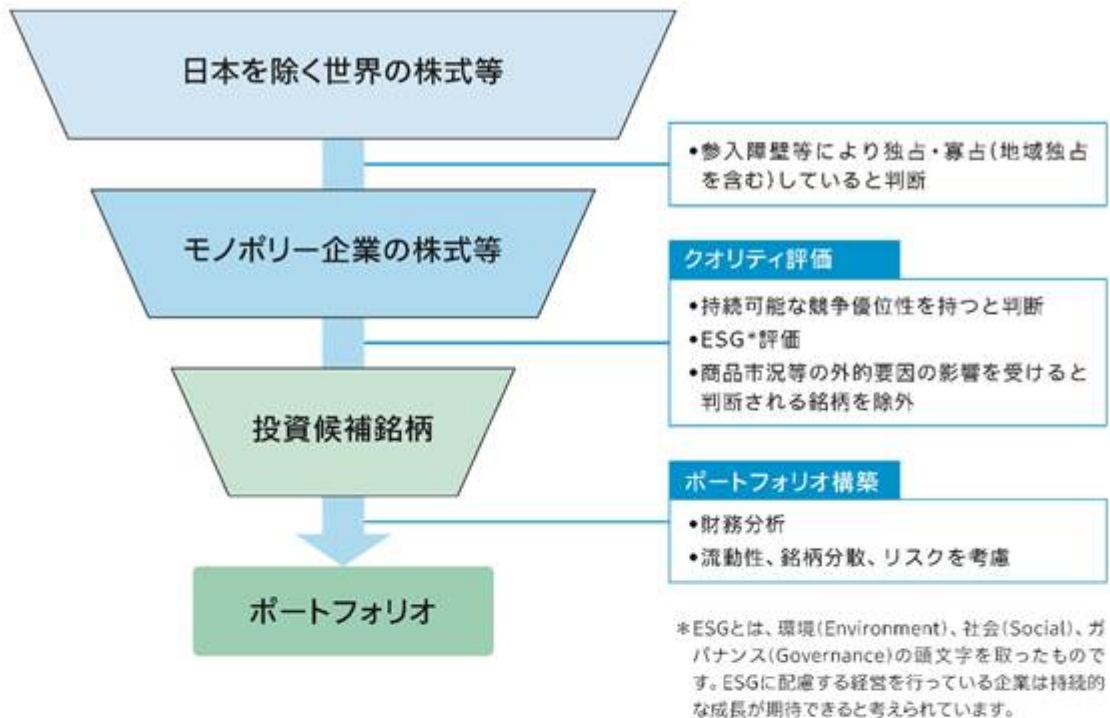 日本を除く世界の株式等
•参入障壁等により独占・寡占(地域独占
を含む)していると判断
モノポリー企業の株式等
クオリティ評価
•持続可能な競争優位性を持つと判断
•ESG*評価
•商品市況等の外的要因の影響を受けると
判断される銘柄を除外
投資候補銘柄
ポートフォリオ構築
•財務分析
•流動性、銘柄分散、リスクを考慮
ポートフォリオ
*ESGとは、環境(Environment)、社会(Social)、ガ
バナンス(Governance)の頭文字を取ったもので
す。ESGに配慮する経営を行っている企業は持続的
な成長が期待できると考えられています。